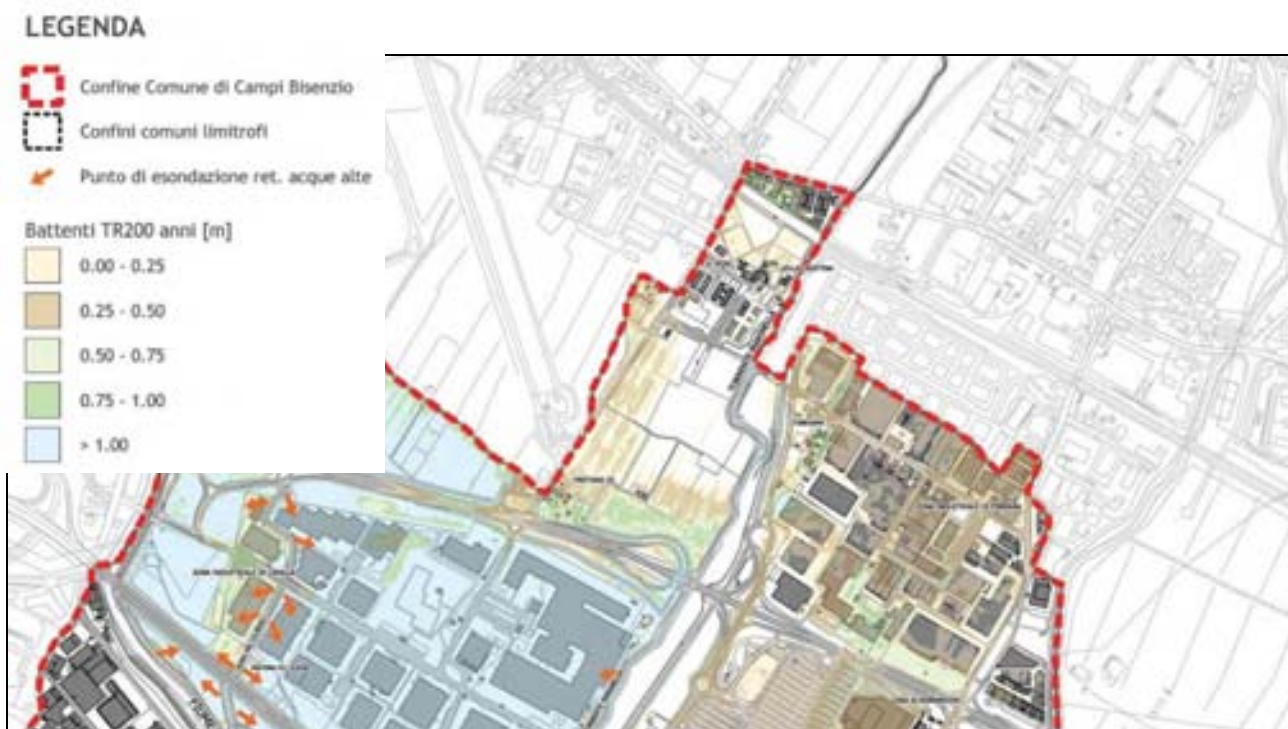 LEGENDA
Confine Comune di Campi Bisenzio
Confini comuni limitrofi
Punto di esondazione ret. acque alte
Battenti TR200 anni [m]
0.00 - 0.25
0.25 - 0.50
0.50 - 0.75
0.75 - 1.00
> 1.00